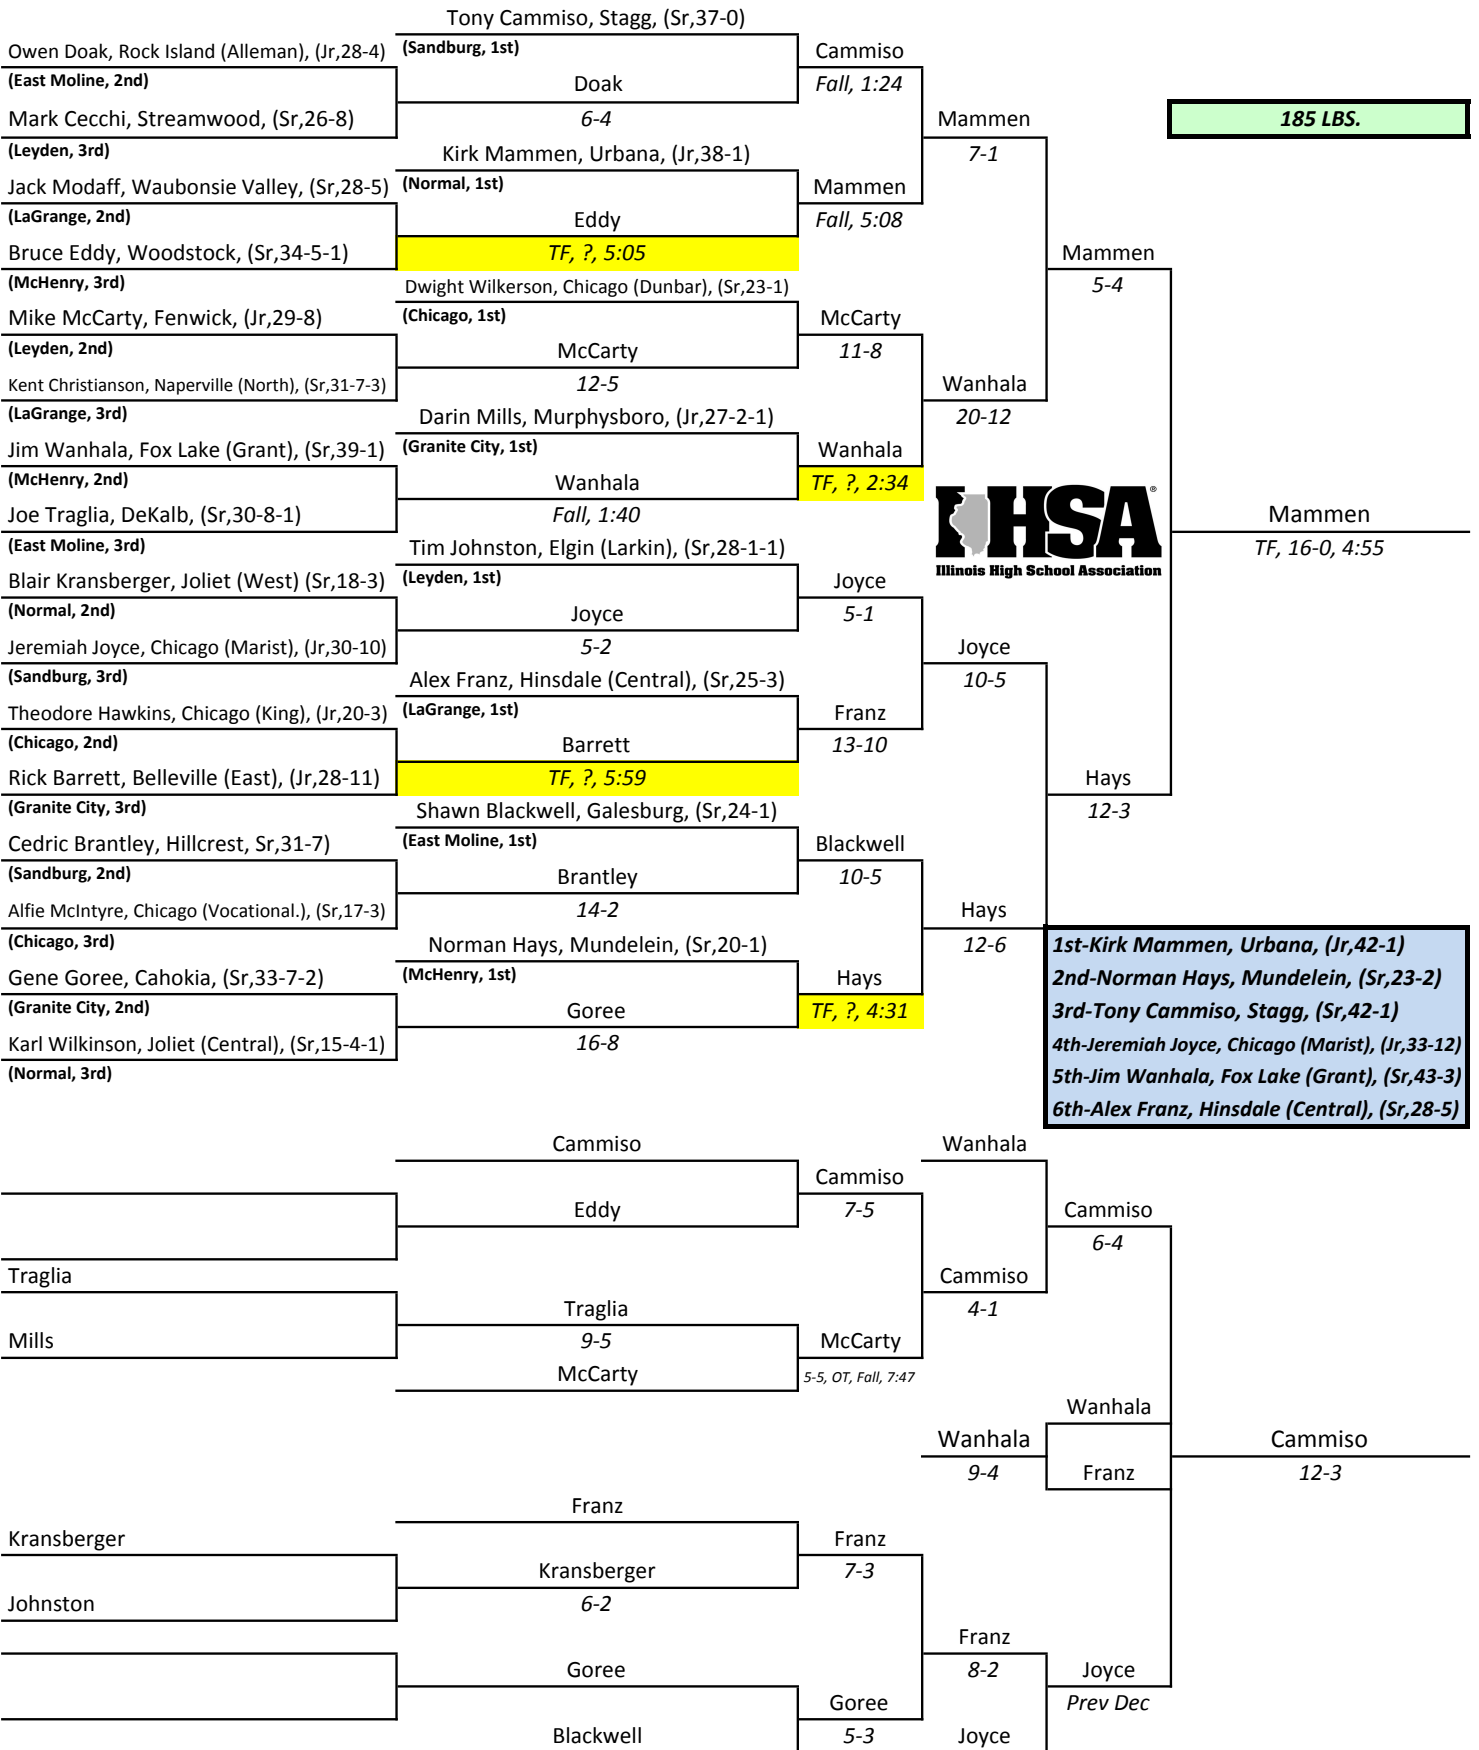 Tony Cammiso, Stagg, (Sr,37-0)
Owen Doak, Rock Island (Alleman), (Jr,28-4)
(Sandburg, 1st)
Cammiso
(East Moline, 2nd)
Doak
Fall, 1:24
Mark Cecchi, Streamwood, (Sr,26-8)
6-4
Mammen
185 LBS.
(Leyden, 3rd)
Kirk Mammen, Urbana, (Jr,38-1)
7-1
Jack Modaff, Waubonsie Valley, (Sr,28-5)
(Normal, 1st)
Mammen
(LaGrange, 2nd)
Eddy
Fall, 5:08
Bruce Eddy, Woodstock, (Sr,34-5-1)
TF, ?, 5:05
Mammen
(McHenry, 3rd)
Dwight Wilkerson, Chicago (Dunbar), (Sr,23-1)
5-4
Mike McCarty, Fenwick, (Jr,29-8)
(Chicago, 1st)
McCarty
(Leyden, 2nd)
McCarty
11-8
Kent Christianson, Naperville (North), (Sr,31-7-3)
12-5
Wanhala
(LaGrange, 3rd)
Darin Mills, Murphysboro, (Jr,27-2-1)
20-12
Jim Wanhala, Fox Lake (Grant), (Sr,39-1)
(Granite City, 1st)
Wanhala
(McHenry, 2nd)
Wanhala
TF, ?, 2:34
Joe Traglia, DeKalb, (Sr,30-8-1)
Fall, 1:40
IHSA®
Mammen
(East Moline, 3rd)
Tim Johnston, Elgin (Larkin), (Sr,28-1-1)
TF, 16-0, 4:55
Blair Kransberger, Joliet (West) (Sr,18-3)
(Leyden, 1st)
Joyce
Illinois High School Association
(Normal, 2nd)
Joyce
5-1
Jeremiah Joyce, Chicago (Marist), (Jr,30-10)
5-2
Joyce
(Sandburg, 3rd)
Alex Franz, Hinsdale (Central), (Sr,25-3)
10-5
Theodore Hawkins, Chicago (King), (Jr,20-3)
(LaGrange, 1st)
Franz
(Chicago, 2nd)
Barrett
13-10
Rick Barrett, Belleville (East), (Jr,28-11)
TF, ?, 5:59
Hays
(Granite City, 3rd)
Shawn Blackwell, Galesburg, (Sr,24-1)
12-3
Cedric Brantley, Hillcrest, Sr,31-7)
(East Moline, 1st)
Blackwell
(Sandburg, 2nd)
Brantley
10-5
Alfie McIntyre, Chicago (Vocational.), (Sr,17-3)
14-2
Hays
(Chicago, 3rd)
Norman Hays, Mundelein, (Sr,20-1)
12-6
1st-Kirk Mammen, Urbana, (Jr,42-1)
Gene Goree, Cahokia, (Sr,33-7-2)
(McHenry, 1st)
Hays
2nd-Norman Hays, Mundelein, (Sr,23-2)
(Granite City, 2nd)
Goree
TF, ?, 4:31
3rd-Tony Cammiso, Stagg, (Sr,42-1)
Karl Wilkinson, Joliet (Central), (Sr,15-4-1)
16-8
4th-Jeremiah Joyce, Chicago (Marist), (Jr,33-12)
(Normal, 3rd)
5th-Jim Wanhala, Fox Lake (Grant), (Sr,43-3)
6th-Alex Franz, Hinsdale (Central), (Sr,28-5)
Cammiso
Wanhala
Cammiso
Eddy
7-5
Cammiso
6-4
Traglia
Cammiso
Traglia
4-1
Mills
9-5
McCarty
McCarty
5-5, OT, Fall, 7:47
Wanhala
Wanhala
Cammiso
9-4
Franz
12-3
Franz
Kransberger
Franz
Kransberger
7-3
Johnston
6-2
Franz
Goree
8-2
Joyce
Goree
Prev Dec
Blackwell
5-3
Joyce